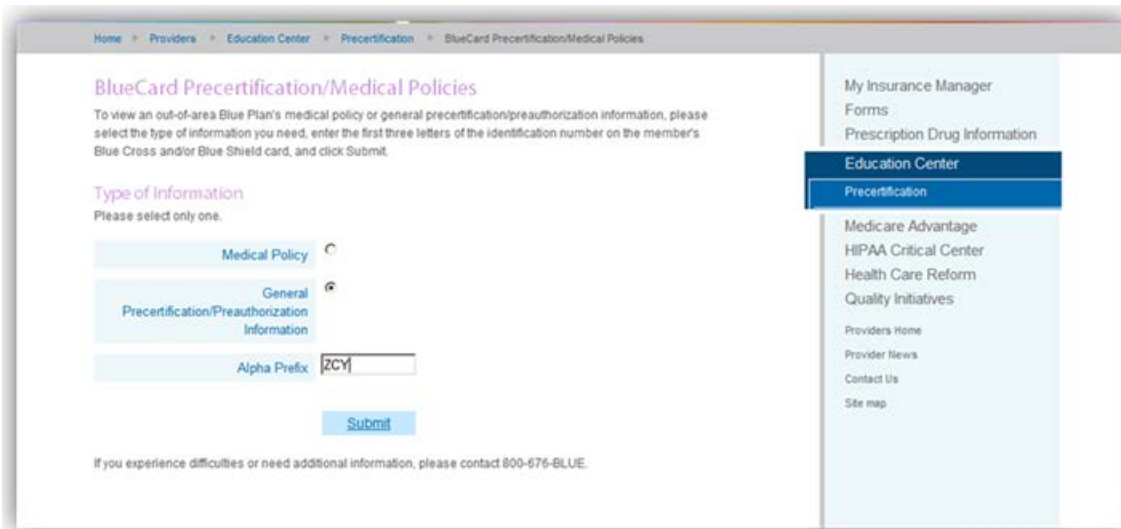 Home Providers Education Center Precertification BlueCard Precertification/Medical Policies
BlueCard Precertification/Medical Policies
To view an out-of-area Blue Plan's medical policy or general precertification/preauthorization information, please
select the type of information you need, enter the first three letters of the identification number on the member's
Blue Cross and/or Blue Shield card, and click Submit.
Type of Information
Please select only one.
Medical Policy
General
Precertification/Preauthorization
Information
Alpha Prefix ZCY
Submit
If you experience difficulties or need additional information, please contact 800-676-BLUE.
My Insurance Manager
Forms
Prescription Drug Information
Education Center
Precertification
Medicare Advantage
HIPAA Critical Center
Health Care Reform
Quality Initiatives
Providers Home
Provider News
Contact Us
Site map